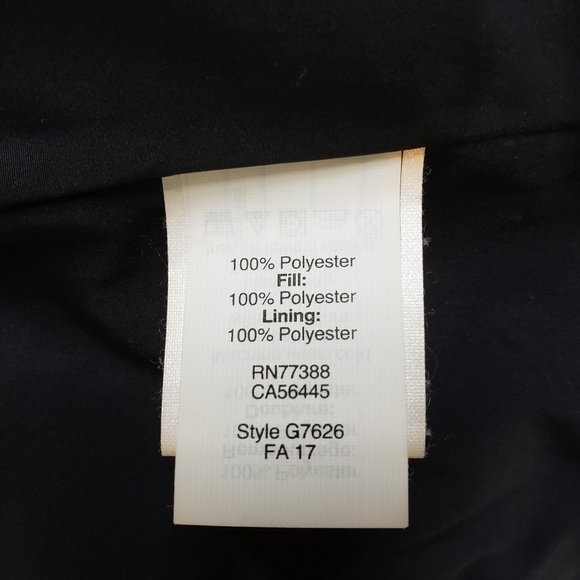 100% Polyester
Fill:
100% Polyester
Lining:
100% Polyester
RN77388
CA56445
Style G7626
FA 17